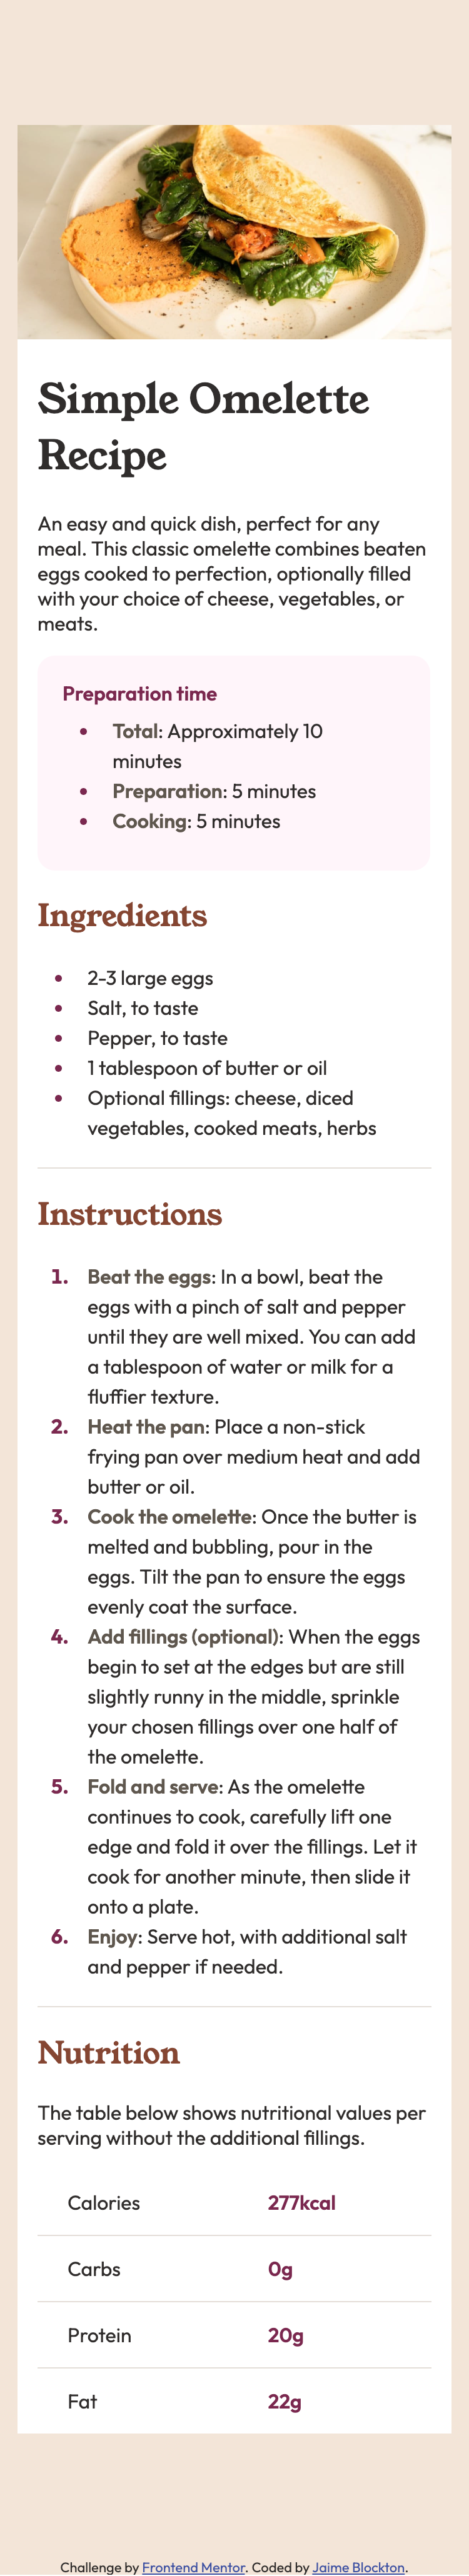 Simple Omelette
Recipe
An easy and quick dish, perfect for any
meal. This classic omelette combines beaten
eggs cooked to perfection, optionally filled
with your choice of cheese, vegetables, or
meats.
Preparation time
• Total: Approximately 10
minutes
• Preparation: 5 minutes
• Cooking: 5 minutes
Ingredients
• 2-3 large eggs
• Salt, to taste
• Pepper, to taste
• 1 tablespoon of butter or oil
• Optional fillings: cheese, diced
vegetables, cooked meats, herbs
Instructions
1. Beat the eggs: In a bowl, beat the
eggs with a pinch of salt and pepper
until they are well mixed. You can add
a tablespoon of water or milk for a
fluffier texture.
2. Heat the pan: Place a non-stick
frying pan over medium heat and add
butter or oil.
3. Cook the omelette: Once the butter is
melted and bubbling, pour in the
eggs. Tilt the pan to ensure the eggs
evenly coat the surface.
4. Add fillings (optional): When the eggs
begin to set at the edges but are still
slightly runny in the middle, sprinkle
your chosen fillings over one half of
the omelette.
5. Fold and serve: As the omelette
continues to cook, carefully lift one
edge and fold it over the fillings. Let it
cook for another minute, then slide it
onto a plate.
6. Enjoy: Serve hot, with additional salt
and pepper if needed.
Nutrition
The table below shows nutritional values per
serving without the additional fillings.
Calories 277kcal
Carbs 0g
Protein 20g
Fat 22g
Challenge by Frontend Mentor. Coded by Jaime Blockton.